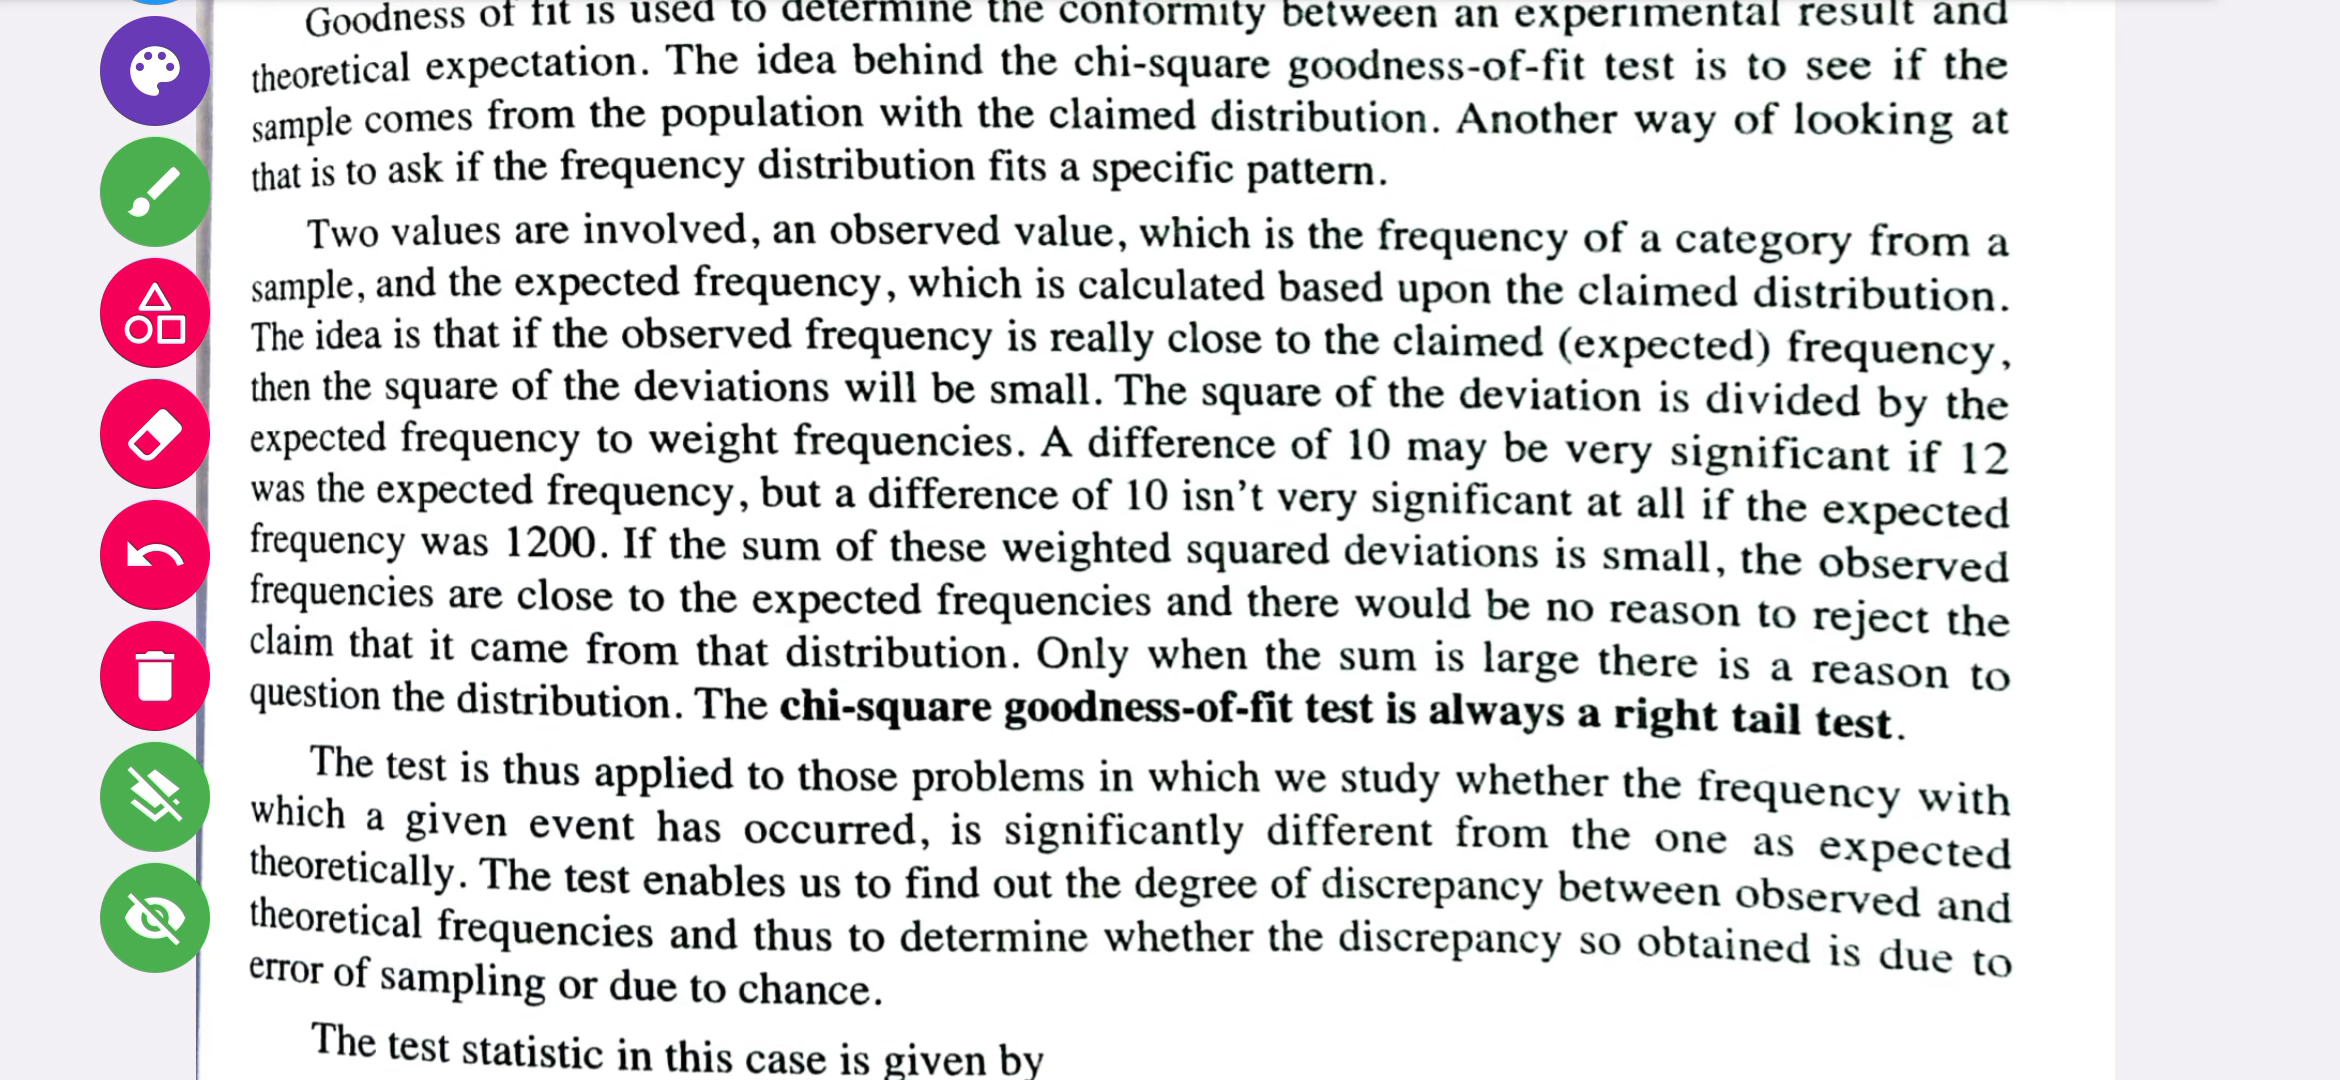 Goodness of fit is used to determine the conformity between an experimental result and
theoretical expectation. The idea behind the chi-square goodness-of-fit test is to see if the
sample comes from the population with the claimed distribution. Another way of looking at
that is to ask if the frequency distribution fits a specific pattern.
Two values are involved, an observed value, which is the frequency of a category from a
sample, and the expected frequency, which is calculated based upon the claimed distribution.
The idea is that if the observed frequency is really close to the claimed (expected) frequency,
then the square of the deviations will be small. The square of the deviation is divided by the
expected frequency to weight frequencies. A difference of 10 may be very significant if 12
was the expected frequency, but a difference of 10 isn't very significant at all if the expected
frequency was 1200. If the sum of these weighted squared deviations is small, the observed
frequencies are close to the expected frequencies and there would be no reason to reject the
claim that it came from that distribution. Only when the sum is large there is a reason to
question the distribution. The chi-square goodness-of-fit test is always a right tail test.
The test is thus applied to those problems in which we study whether the frequency with
which a given event has occurred, is significantly different from the one as expected
theoretically. The test enables us to find out the degree of discrepancy between observed and
theoretical frequencies and thus to determine whether the discrepancy so obtained is due to
error of sampling or due to chance.
The test statistic in this case is given by